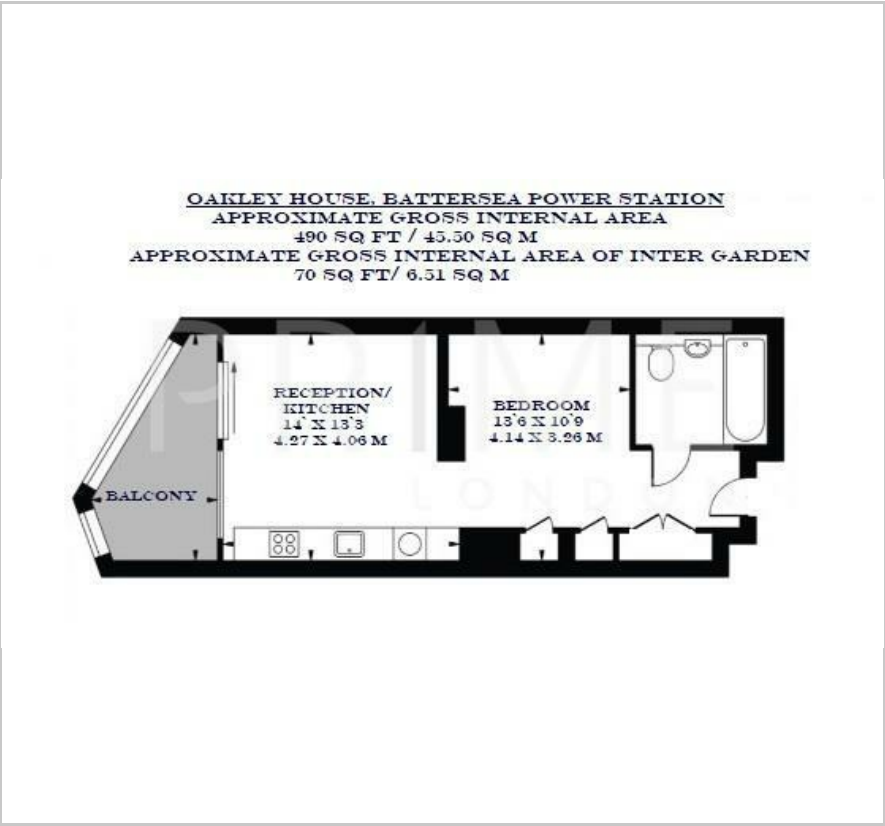 OAKLEY HOUSE, BATTERSEA POWER STATION
APPROXIMATE GROSS INTERNAL AREA
490 SQ FT / 45.50 SQ M
APPROXIMATE GROSS INTERNAL AREA OF INTER GARDEN
70 SQ FT/ 6.51 SQ M
PRIME
LONDON
RECEPTION/
KITCHEN
14' X 13'3
4.27 X 4.06 M
BEDROOM
13'6 X 10'9
4.14 X 3.26 M
BALCONY